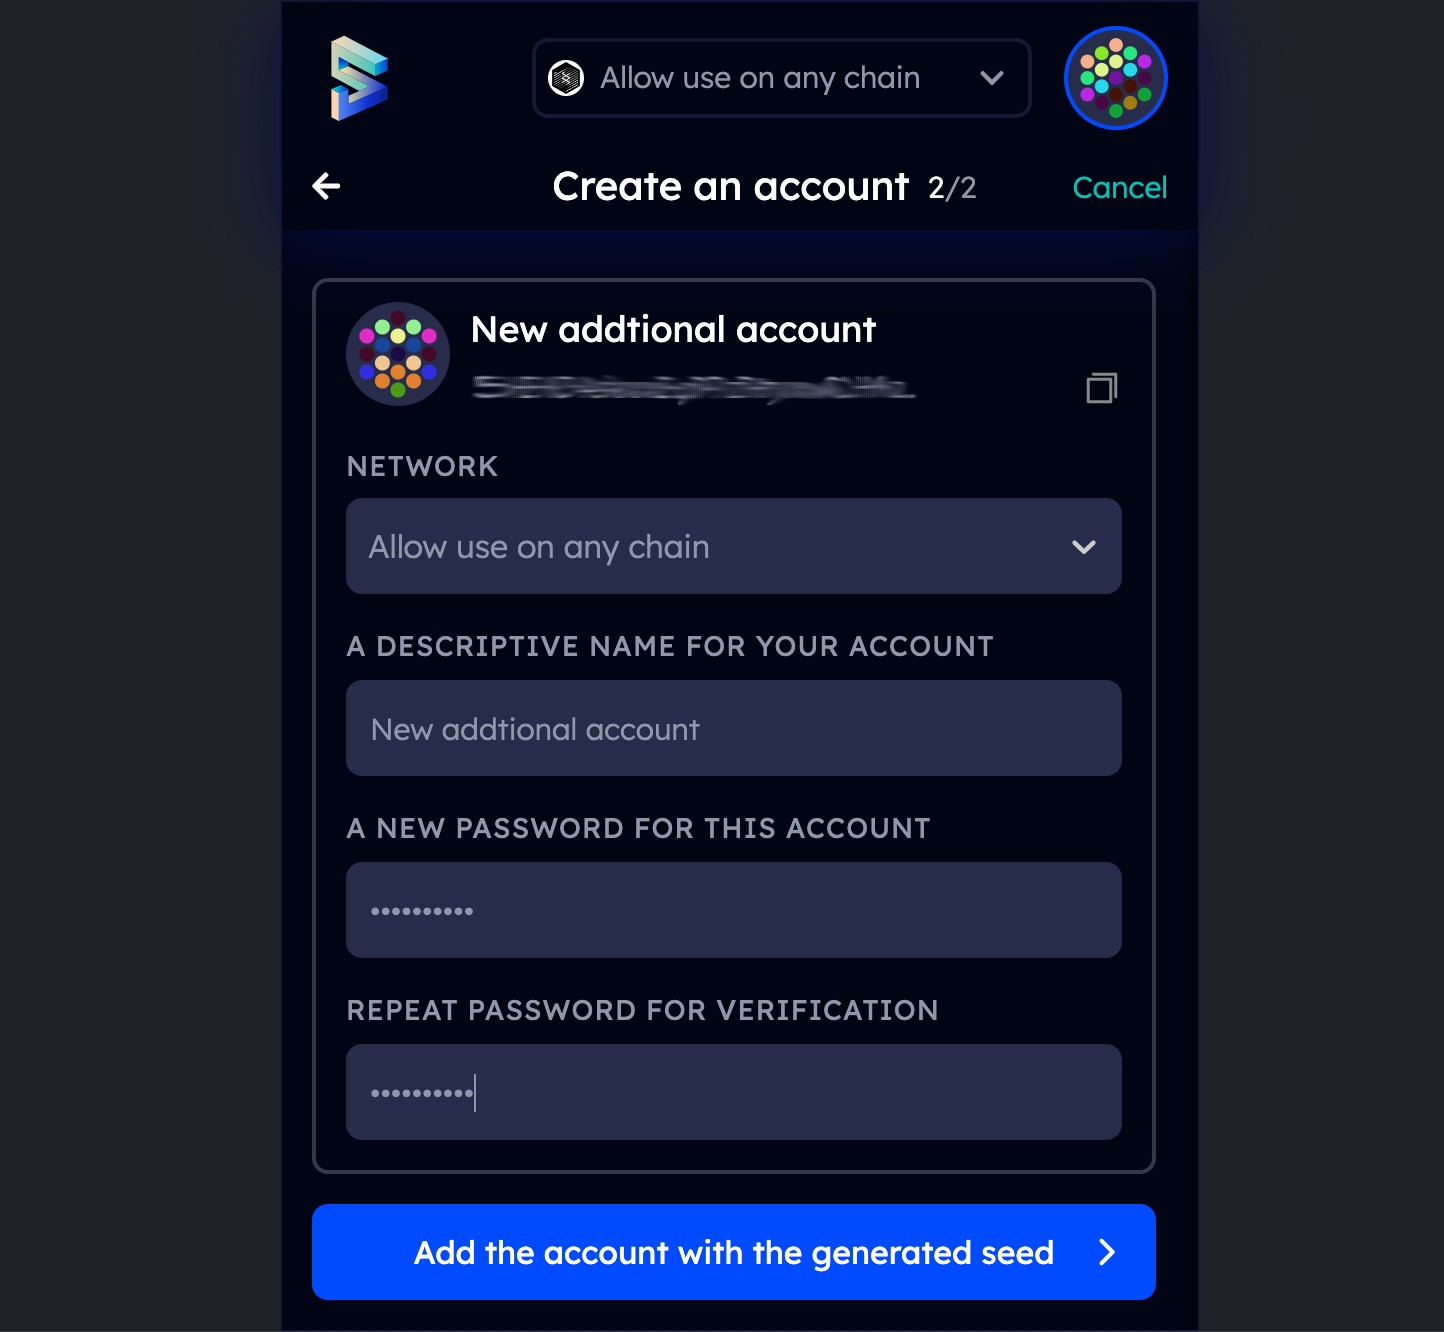 Allow use on any chain
Create an account 2/2
Cancel
New addtional account
NETWORK
Allow use on any chain
A DESCRIPTIVE NAME FOR YOUR ACCOUNT
New addtional account
A NEW PASSWORD FOR THIS ACCOUNT
••••••••••
REPEAT PASSWORD FOR VERIFICATION
••••••••••
Add the account with the generated seed